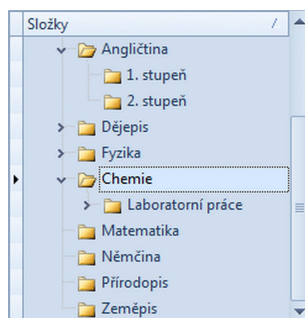 Složky
Angličtina
1. stupeň
2. stupeň
Dějepis
Fyzika
Chemie
Laboratorní práce
Matematika
Němčina
Přírodopis
Zeměpis